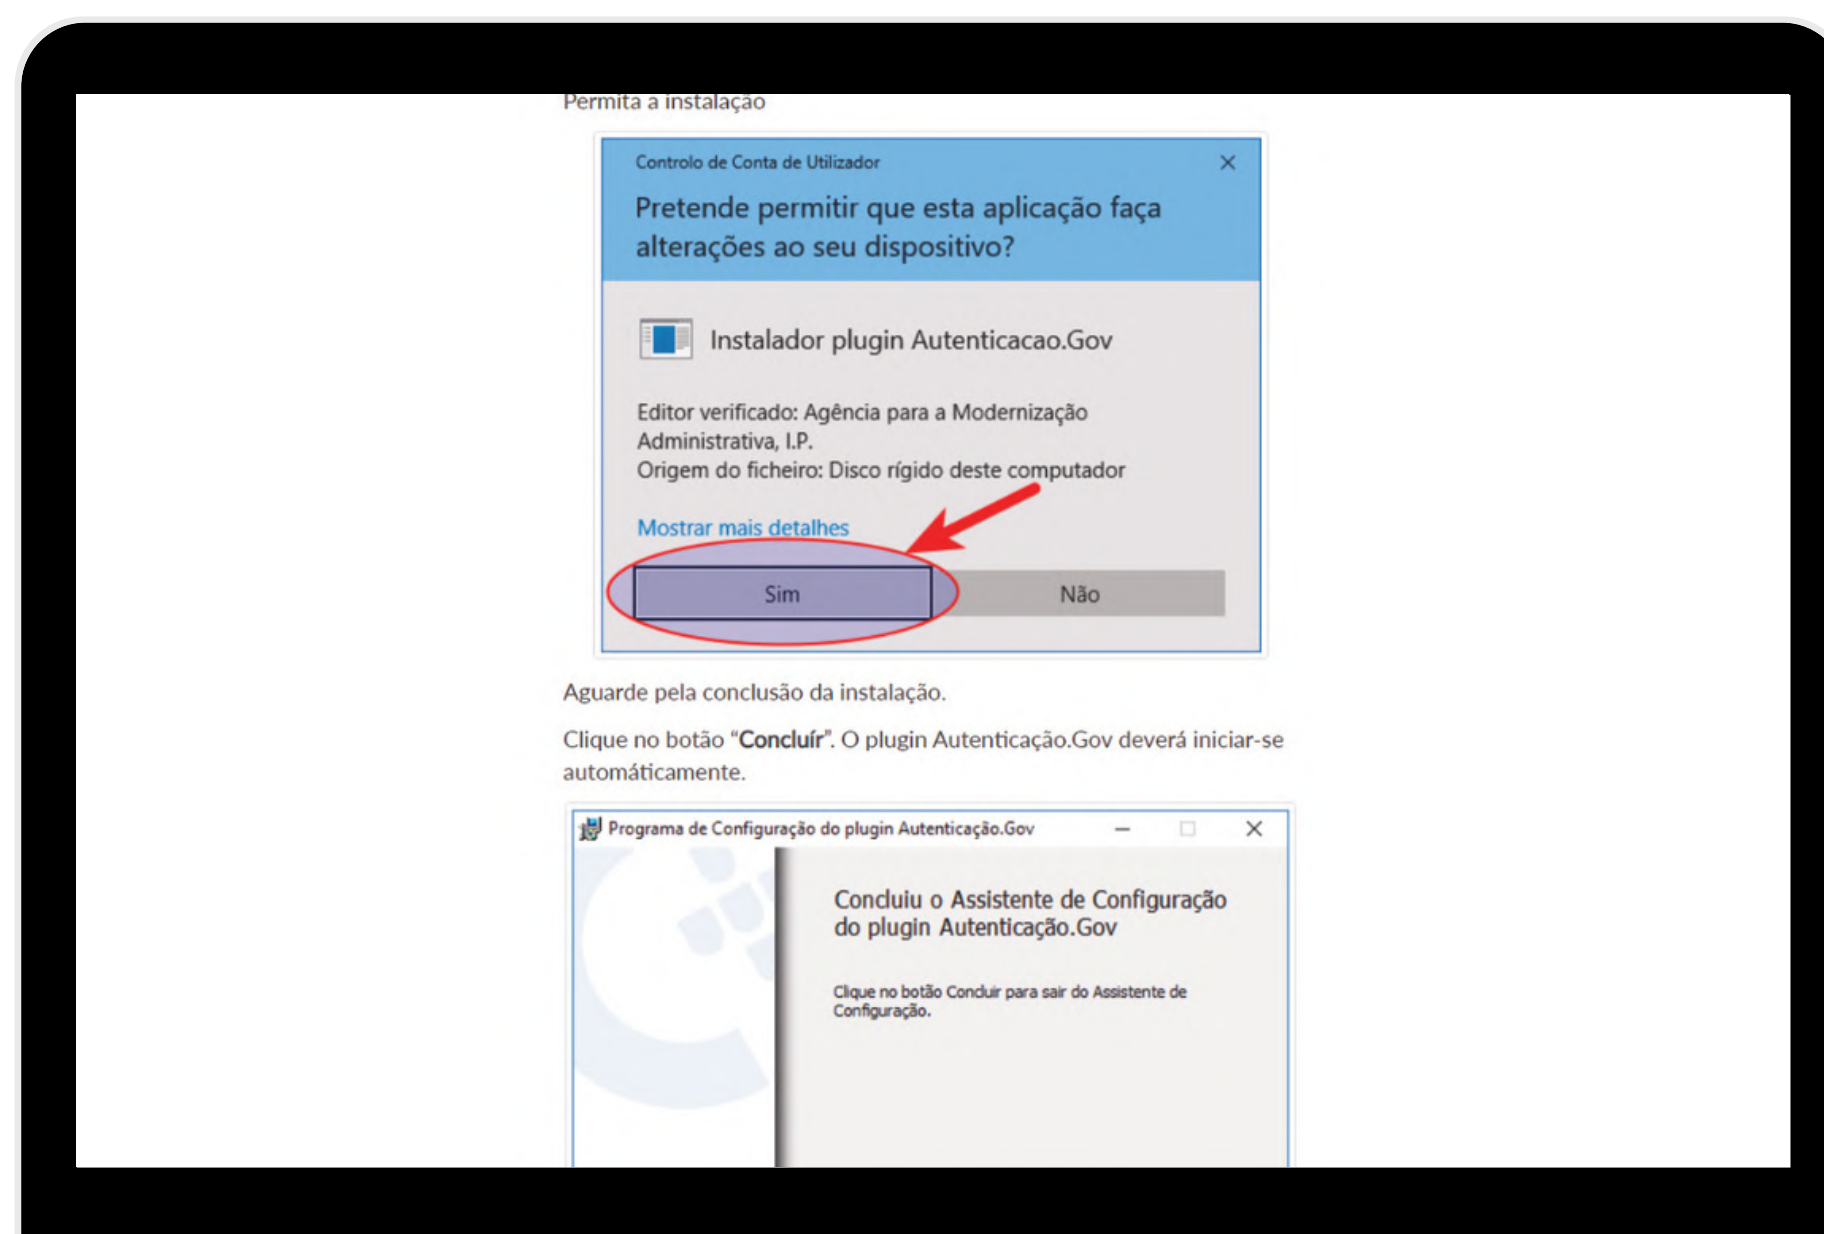 Permita a instalação
Controlo de Conta de Utilizador
Pretende permitir que esta aplicação faça
alterações ao seu dispositivo?
Instalador plugin Autenticacao.Gov
Editor verificado: Agência para a Modernização
Administrativa, I.P.
Origem do ficheiro: Disco rígido deste computador
Mostrar mais detalhes
Sim
Não
Aguarde pela conclusão da instalação.
Clique no botão “Concluír”. O plugin Autenticação.Gov deverá iniciar-se
automáticamente.
Programa de Configuração do plugin Autenticação.Gov
Concluiu o Assistente de Configuração
do plugin Autenticação.Gov
Clique no botão Concluir para sair do Assistente de
Configuração.